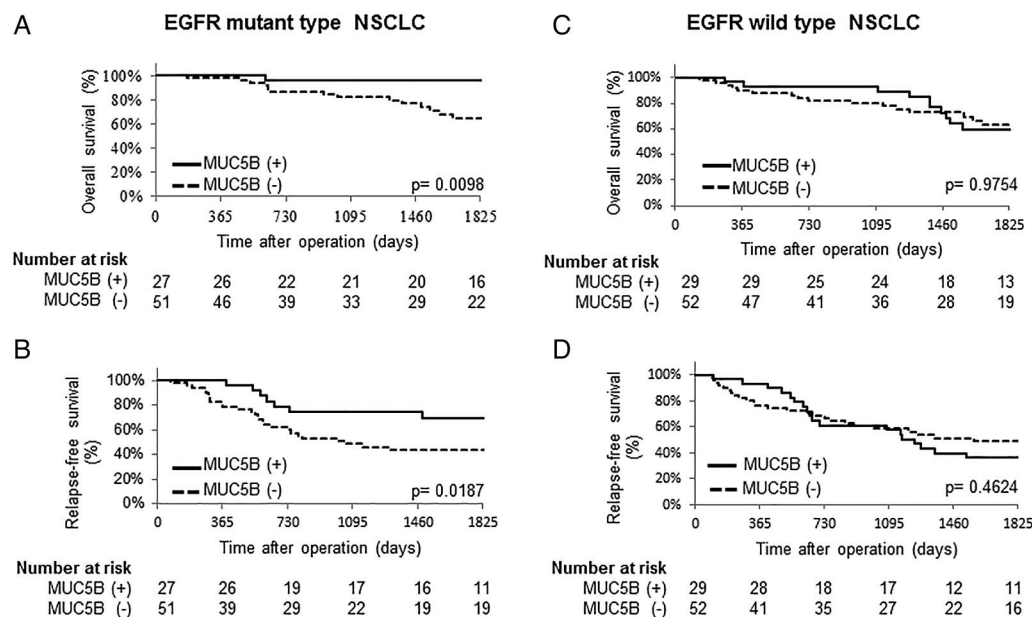 A
EGFR mutant type NSCLC
Overall survival (%)
100%
80%
60%
40%
20%
0%
MUC5B (+)
MUC5B (-)
p= 0.0098
0 365 730 1095 1460 1825
Time after operation (days)
Number at risk
MUC5B (+) 27 26 22 21 20 16
MUC5B (-) 51 46 39 33 29 22
B
Relapse-free survival
(%)
100%
80%
60%
40%
20%
0%
MUC5B (+)
MUC5B (-)
p= 0.0187
0 365 730 1095 1460 1825
Time after operation (days)
Number at risk
MUC5B (+) 27 26 19 17 16 11
MUC5B (-) 51 39 29 22 19 19
C
EGFR wild type NSCLC
Overall survival (%)
100%
80%
60%
40%
20%
0%
MUC5B (+)
MUC5B (-)
p= 0.9754
0 365 730 1095 1460 1825
Time after operation (days)
Number at risk
MUC5B (+) 29 29 25 24 18 13
MUC5B (-) 52 47 41 36 28 19
D
Relapse-free survival
(%)
100%
80%
60%
40%
20%
0%
MUC5B (+)
MUC5B (-)
p= 0.4624
0 365 730 1095 1460 1825
Time after operation (days)
Number at risk
MUC5B (+) 29 28 18 17 12 11
MUC5B (-) 52 41 35 27 22 16